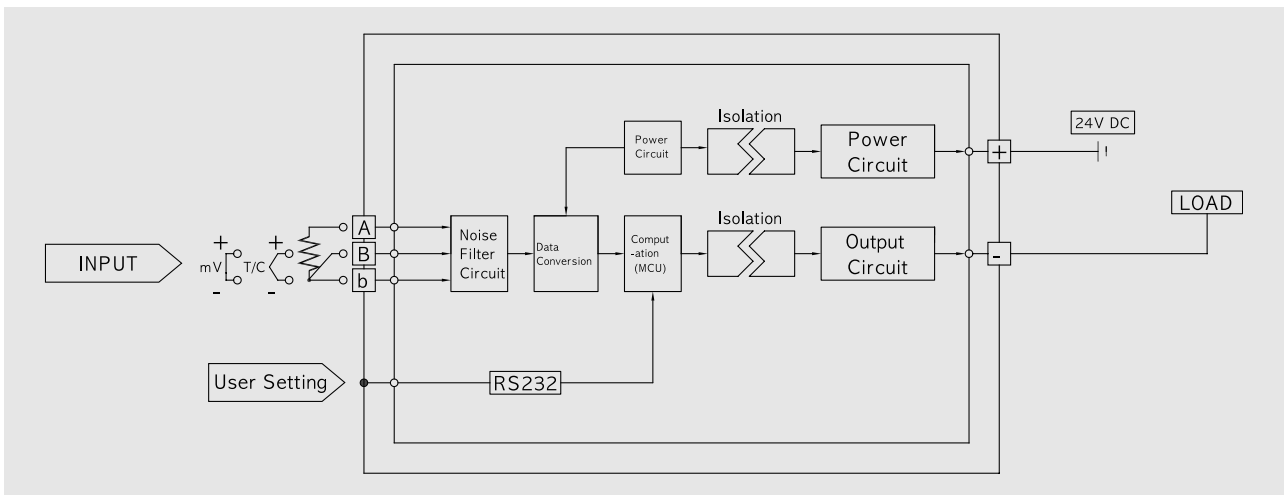 Isolation
Power
Circuit
Power
Circuit
+
24V DC
LOAD
INPUT
+
mV
-
T/C
+
-
A
B
b
Noise
Filter
Circuit
Data
Conversion
Comput
-ation
(MCU)
Isolation
Output
Circuit
-
User Setting
RS232